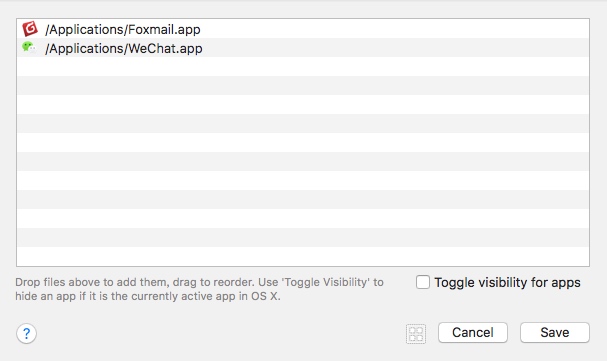 /Applications/Foxmail.app
/Applications/WeChat.app
Drop files above to add them, drag to reorder. Use 'Toggle Visibility' to
hide an app if it is the currently active app in OS X.
Toggle visibility for apps
?
Cancel
Save